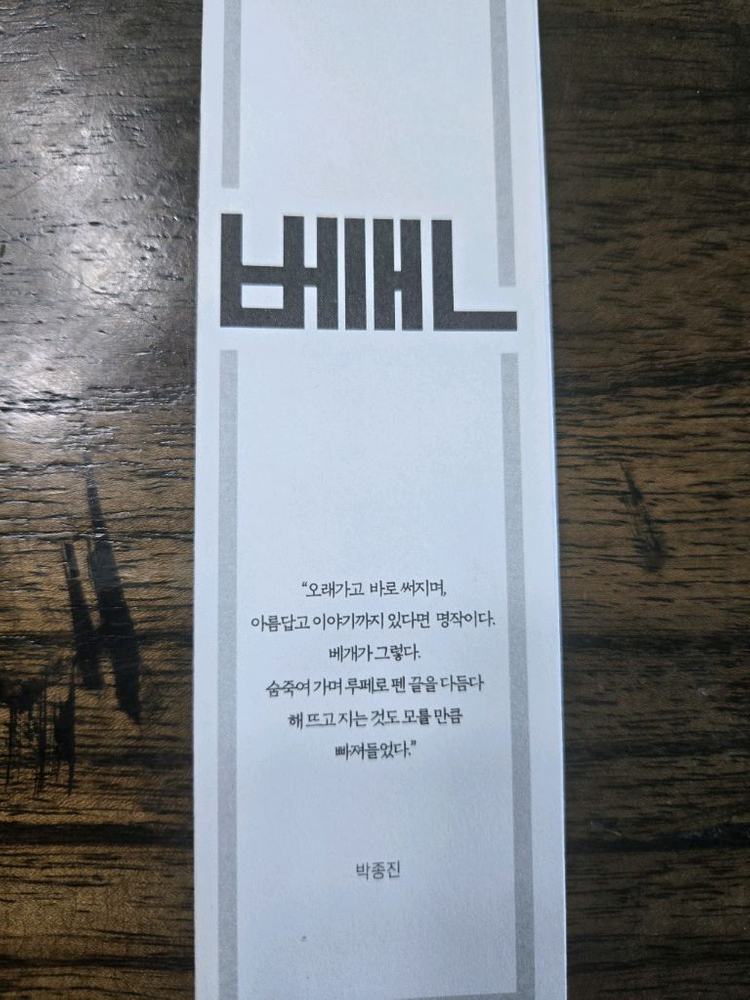 “오래가고 바로 써지며,
아름답고 이야기까지 있다면 명작이다.
베개가 그렇다.
숨죽여 가며 루페로 펜 끝을 다듬다
해 뜨고 지는 것도 모를 만큼
빠져들었다.”
박종진